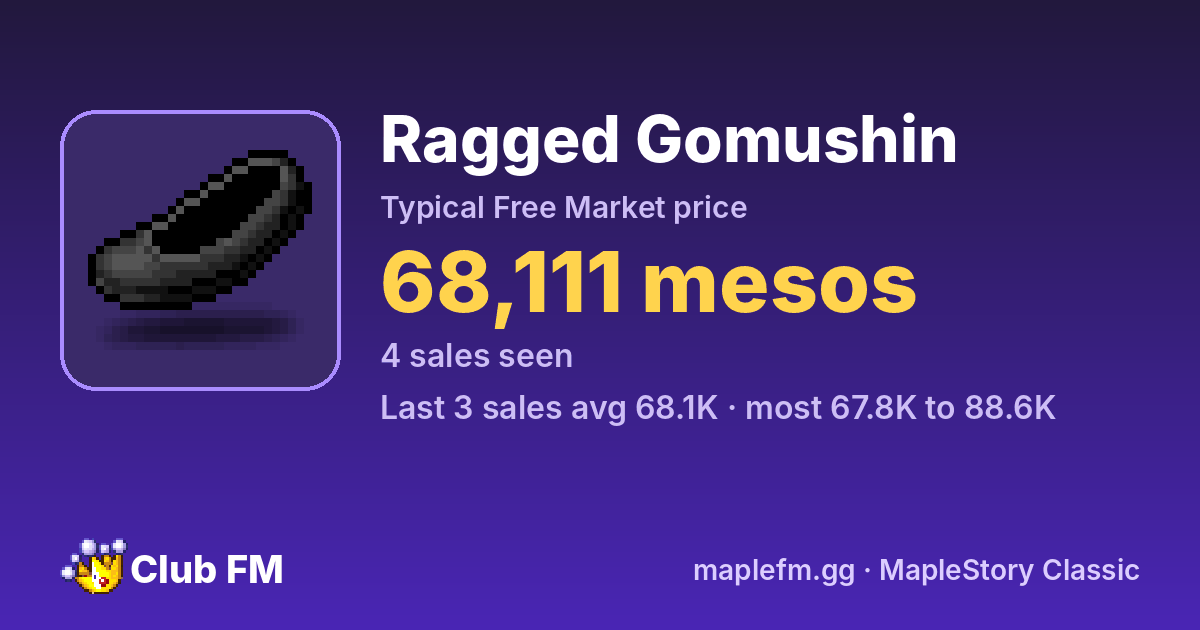 Ragged Gomushin
Typical Free Market price
68,111 mesos
4 sales seen
Last 3 sales avg 68.1K · most 67.8K to 88.6K
Club FM
maplefm.gg · MapleStory Classic